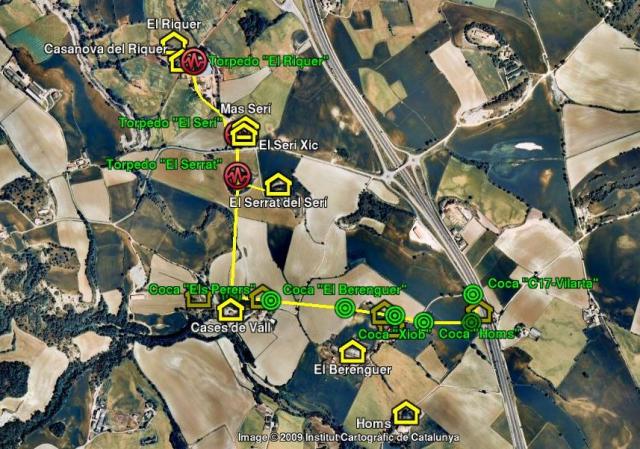 El Riquer
Casanova del Riquer
Torpedo "El Riquer"
Mas Serí
Torpedo "El Serí"
El Serí Xic
Torpedo "El Serrat"
El Serrat del Serí
Coca "Els Perers"
Coca "El Berenguer"
Coca "C17-Vilarta"
Cases de Vall
Coca "Xiob"
Coca "Homs"
El Berenguer
Homs
Image © 2009 Institut Cartogràfic de Catalunya